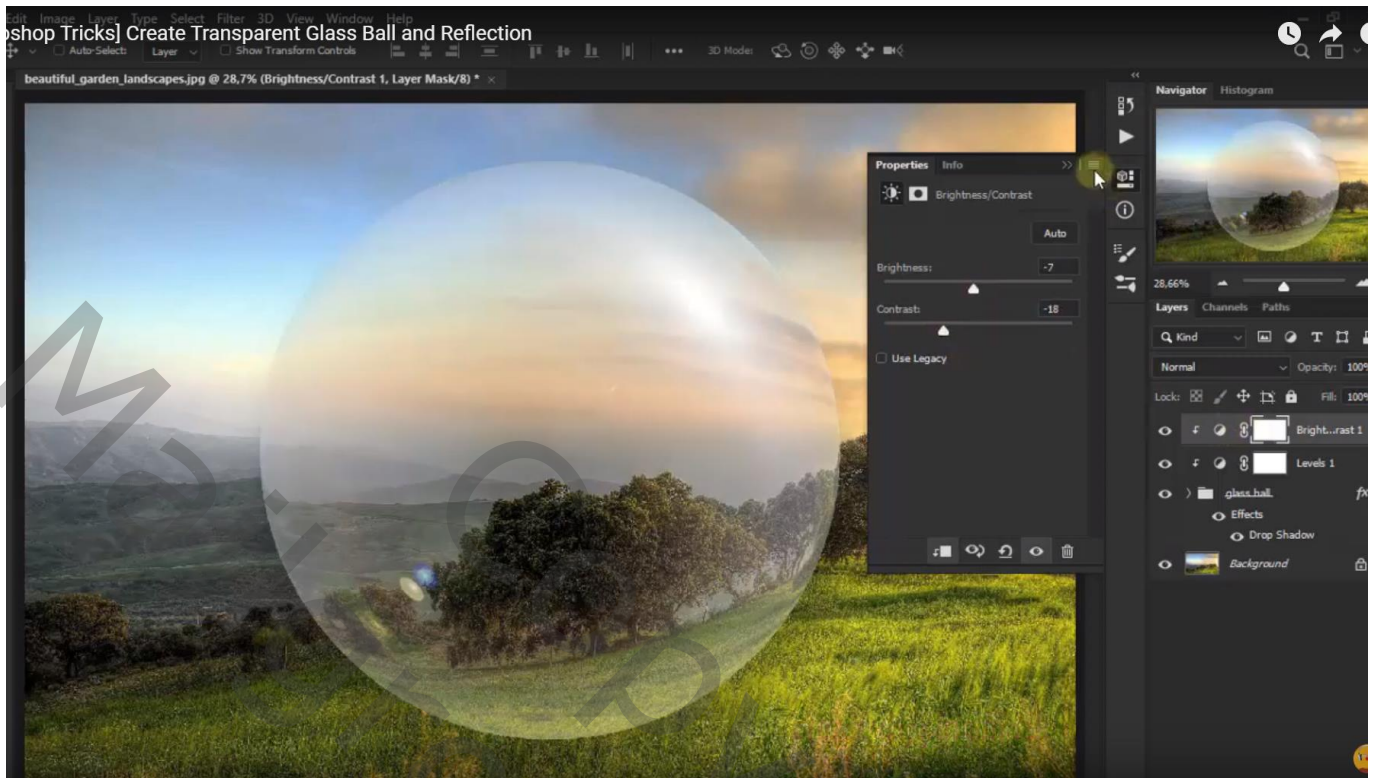 Edit Image Layer Type Select Filter 3D View Window Help
oshop Tricks] Create Transparent Glass Ball and Reflection
Auto-Select: Layer Show Transform Controls 3D Mode:
beautiful_garden_landscapes.jpg @ 28,7% (Brightness/Contrast 1, Layer Mask/8) *
Navigator Histogram
Properties Info
Brightness/Contrast
Auto
Brightness: -7
Contrast: -18
Use Legacy
28,66%
Layers Channels Paths
Kind
Normal Opacity: 100%
Lock: Fill: 100%
Bright...rast 1
Levels 1
glass ball fx
Effects
Drop Shadow
Background